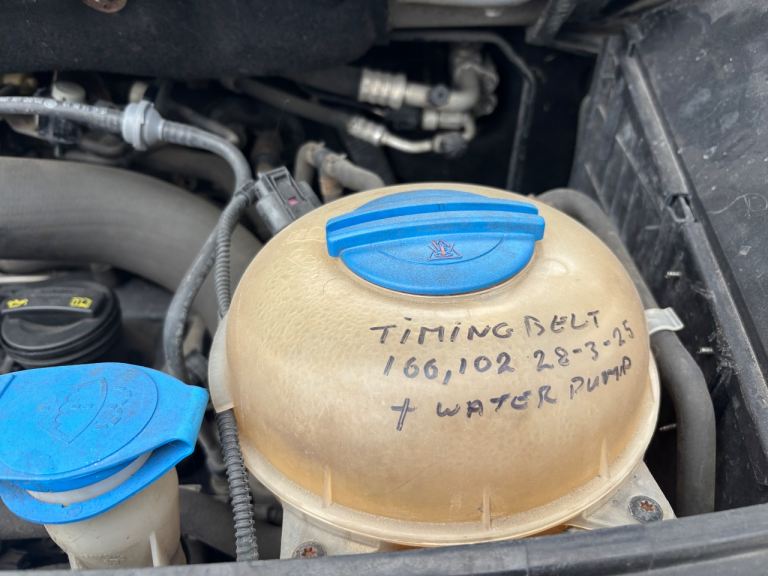 TIMING BELT
166,102 28-3-25
+ WATER PUMP